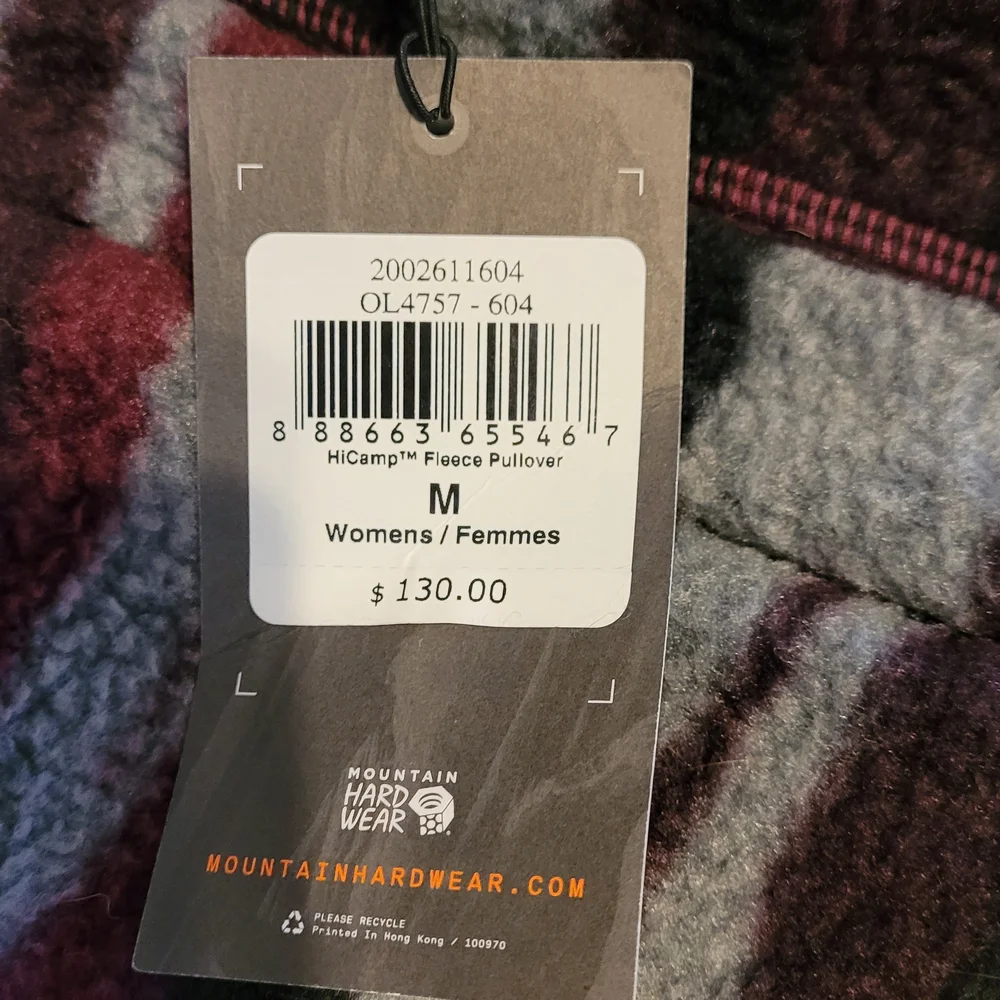 2002611604
OL4757 - 604
8 88663 65546 7
HiCamp™ Fleece Pullover
M
Womens / Femmes
$ 130.00
MOUNTAIN
HARD
WEAR
MOUNTAINHARDWEAR.COM
PLEASE RECYCLE
Printed In Hong Kong / 100970